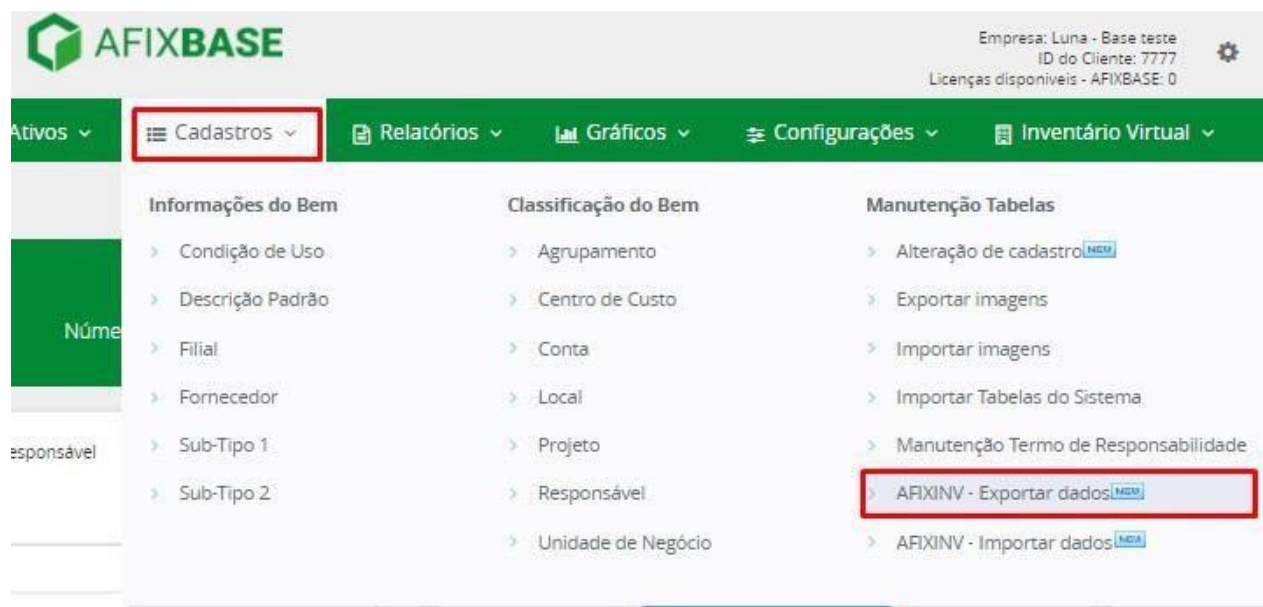 AFIXBASE
Empresa: Luna - Base teste
ID do Cliente: 7777
Licenças disponiveis - AFIXBASE: 0
Ativos
Cadastros
Relatórios
Gráficos
Configurações
Inventário Virtual
Informações do Bem
Condição de Uso
Descrição Padrão
Filial
Fornecedor
Sub-Tipo 1
Sub-Tipo 2
Classificação do Bem
Agrupamento
Centro de Custo
Conta
Local
Projeto
Responsável
Unidade de Negócio
Manutenção Tabelas
Alteração de cadastro NEW
Exportar imagens
Importar imagens
Importar Tabelas do Sistema
Manutenção Termo de Responsabilidade
AFIXINV - Exportar dados NEW
AFIXINV - Importar dados NEW
Núme
esponsável